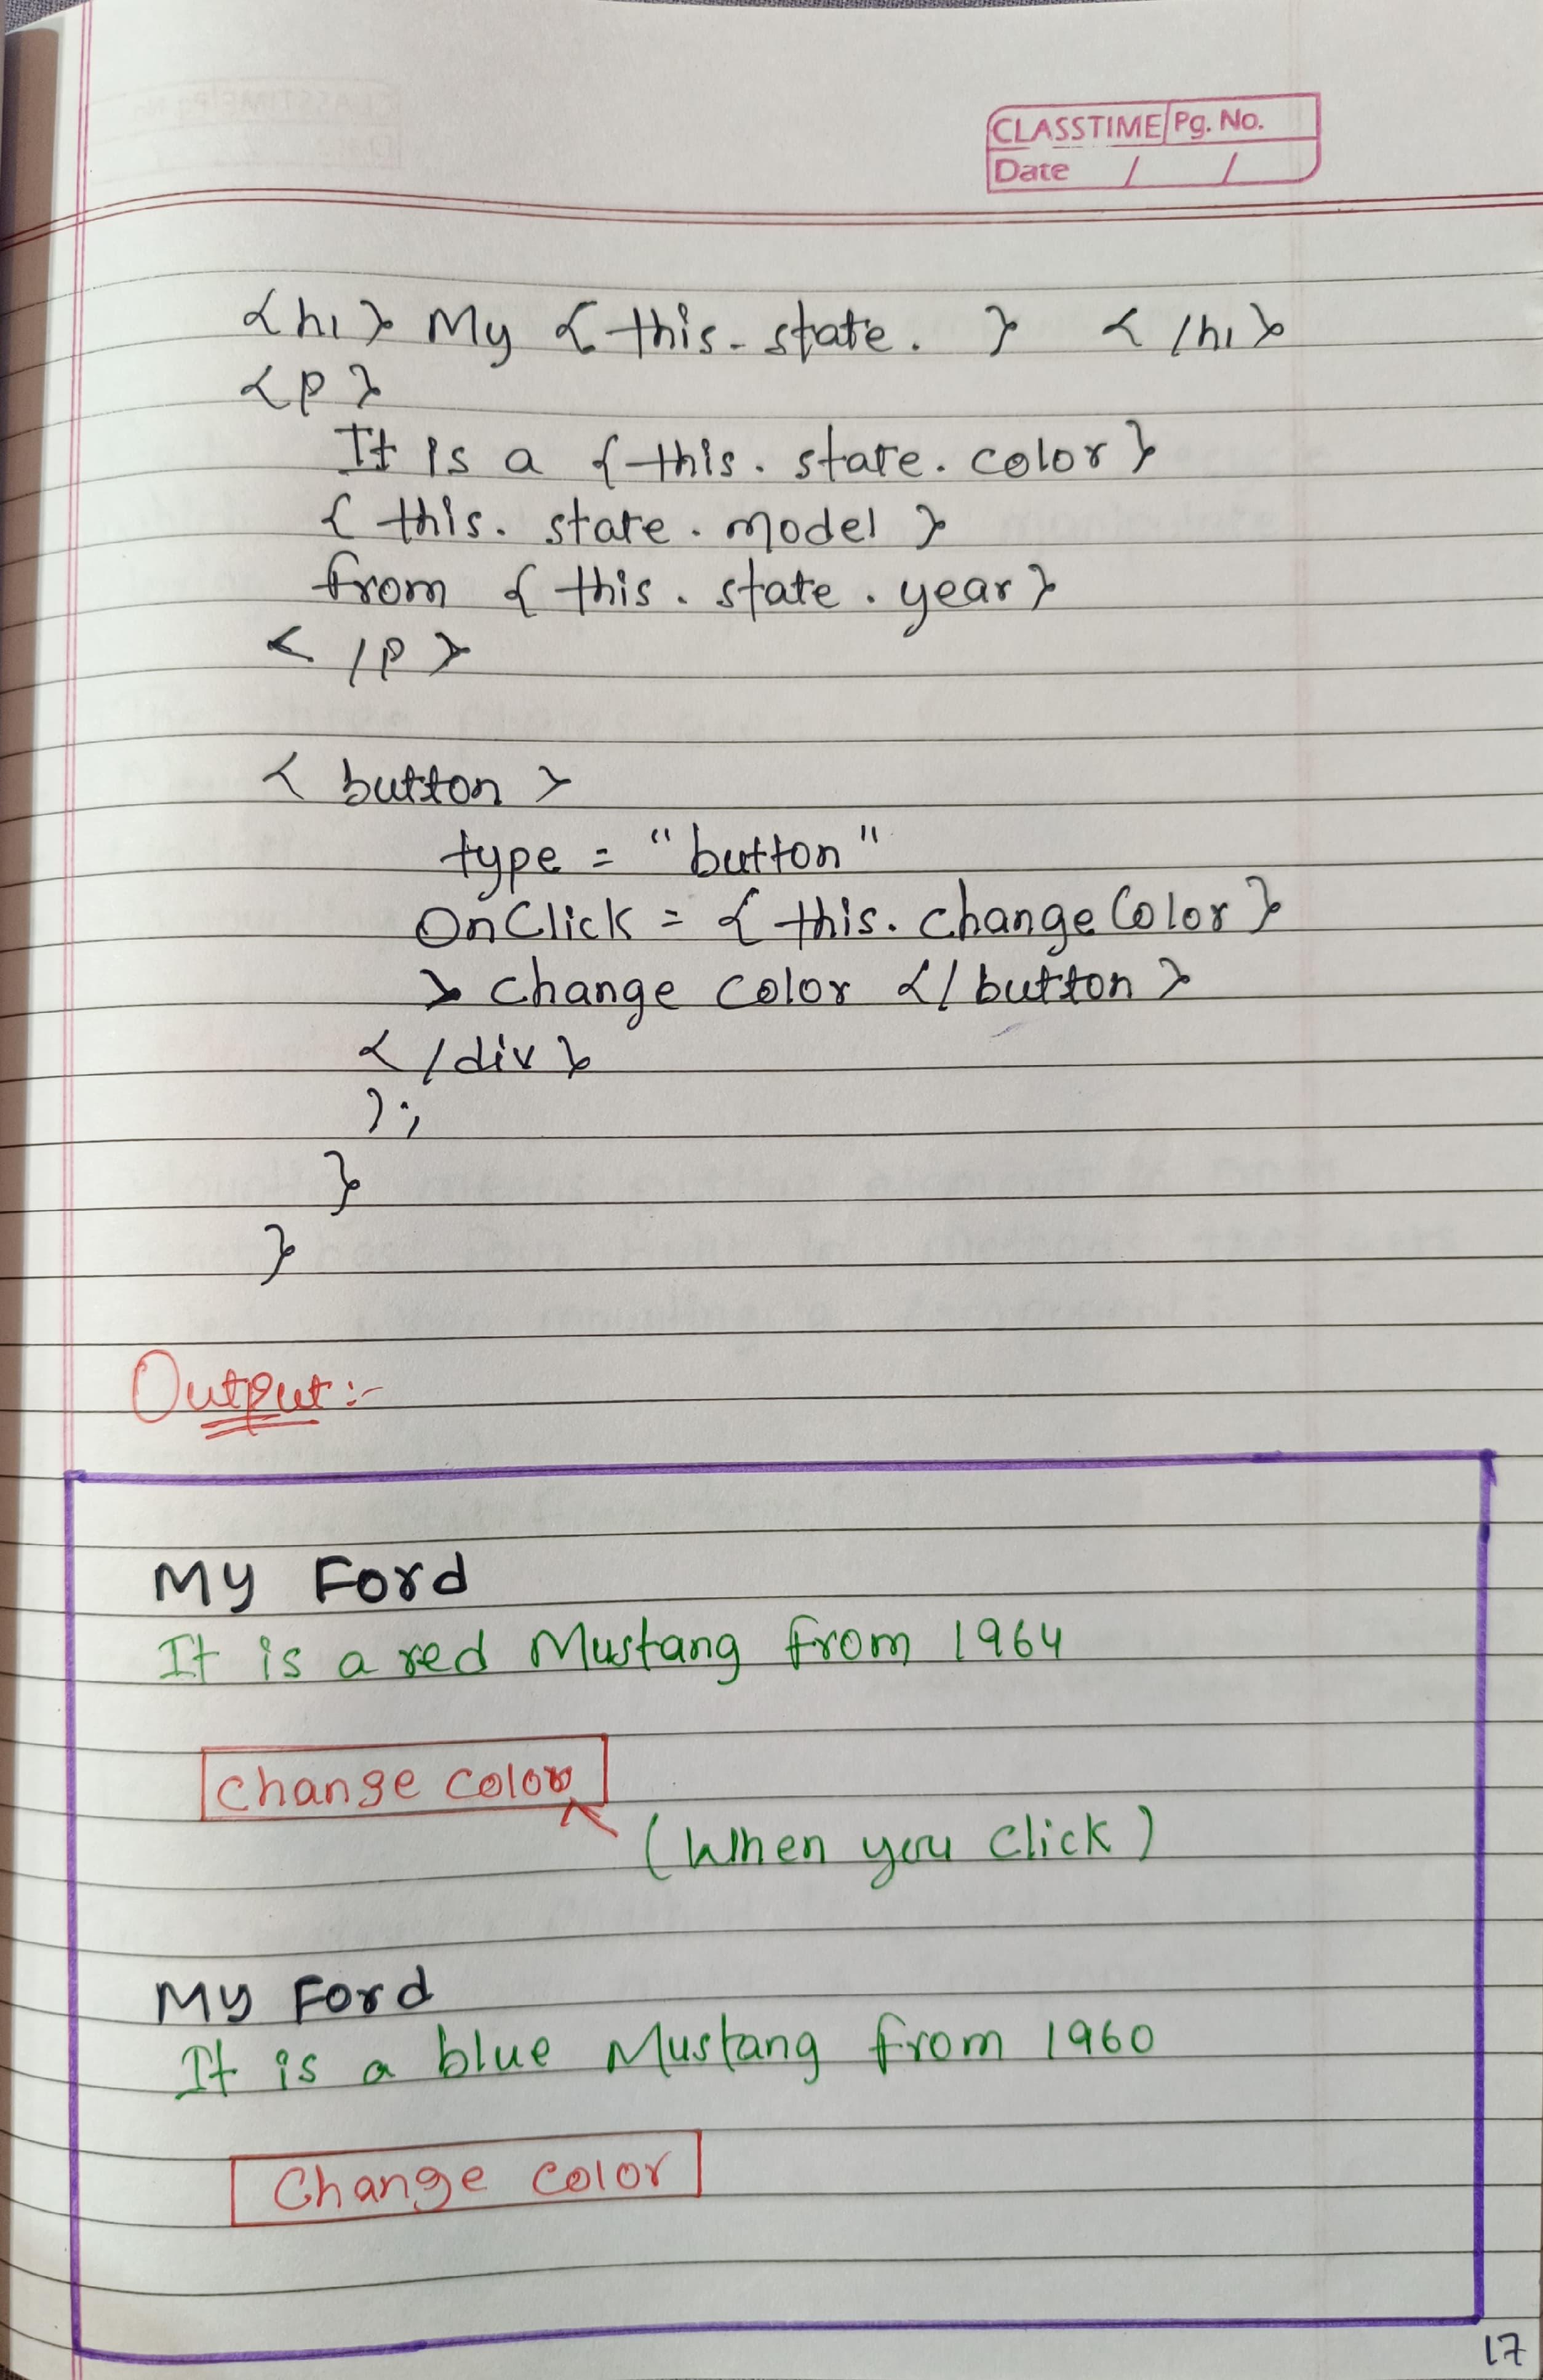 CLASSTIME Pg. No.
Date / /
<h1> My {this.state. } </h1>
<p>
It is a {this.state.color}
{this.state.model}
from {this.state.year}
</p>
<button>
type = "button"
OnClick = {this.changeColor}
> change color </button>
</div>
);
}
}
Output :-
My Ford
It is a red Mustang from 1964
change color
(When you click)
My Ford
It is a blue Mustang from 1960
Change color
17